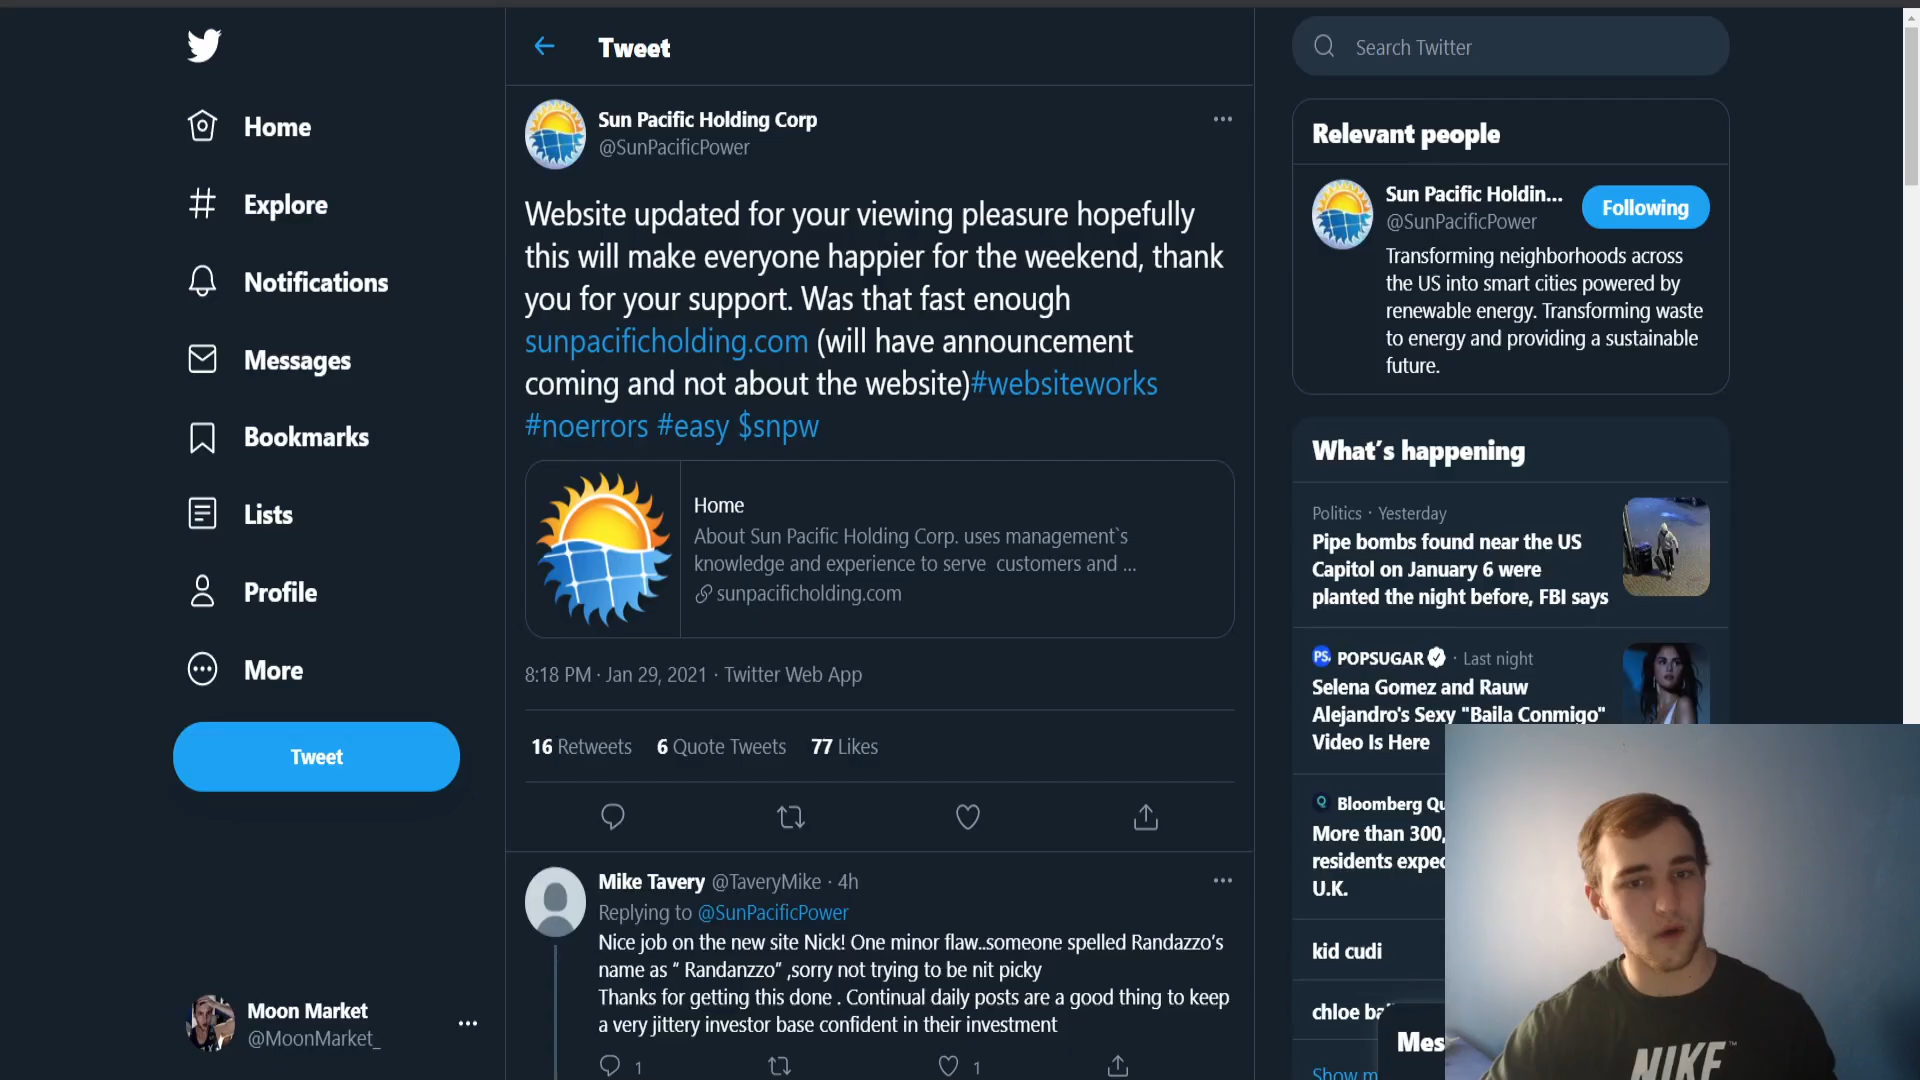 Tweet
Search Twitter
Home
Explore
Notifications
Messages
Bookmarks
Lists
Profile
More
Tweet
Moon Market
@MoonMarket_
Sun Pacific Holding Corp
@SunPacificPower
Website updated for your viewing pleasure hopefully
this will make everyone happier for the weekend, thank
you for your support. Was that fast enough
sunpacificholding.com (will have announcement
coming and not about the website)#websiteworks
#noerrors #easy $snpw
Home
About Sun Pacific Holding Corp. uses management`s
knowledge and experience to serve customers and ...
sunpacificholding.com
8:18 PM · Jan 29, 2021 · Twitter Web App
16 Retweets 6 Quote Tweets 77 Likes
Mike Tavery @TaveryMike · 4h
Replying to @SunPacificPower
Nice job on the new site Nick! One minor flaw..someone spelled Randazzo's
name as “ Randanzzo” ,sorry not trying to be nit picky
Thanks for getting this done . Continual daily posts are a good thing to keep
a very jittery investor base confident in their investment
1 1
Relevant people
Sun Pacific Holdin...
@SunPacificPower
Following
Transforming neighborhoods across
the US into smart cities powered by
renewable energy. Transforming waste
to energy and providing a sustainable
future.
What's happening
Politics · Yesterday
Pipe bombs found near the US
Capitol on January 6 were
planted the night before, FBI says
PS. POPSUGAR · Last night
Selena Gomez and Rauw
Alejandro's Sexy "Baila Conmigo"
Video Is Here
Bloomberg Qu
More than 300,
residents expec
U.K.
kid cudi
chloe ba
Mes
Show m
NIKE